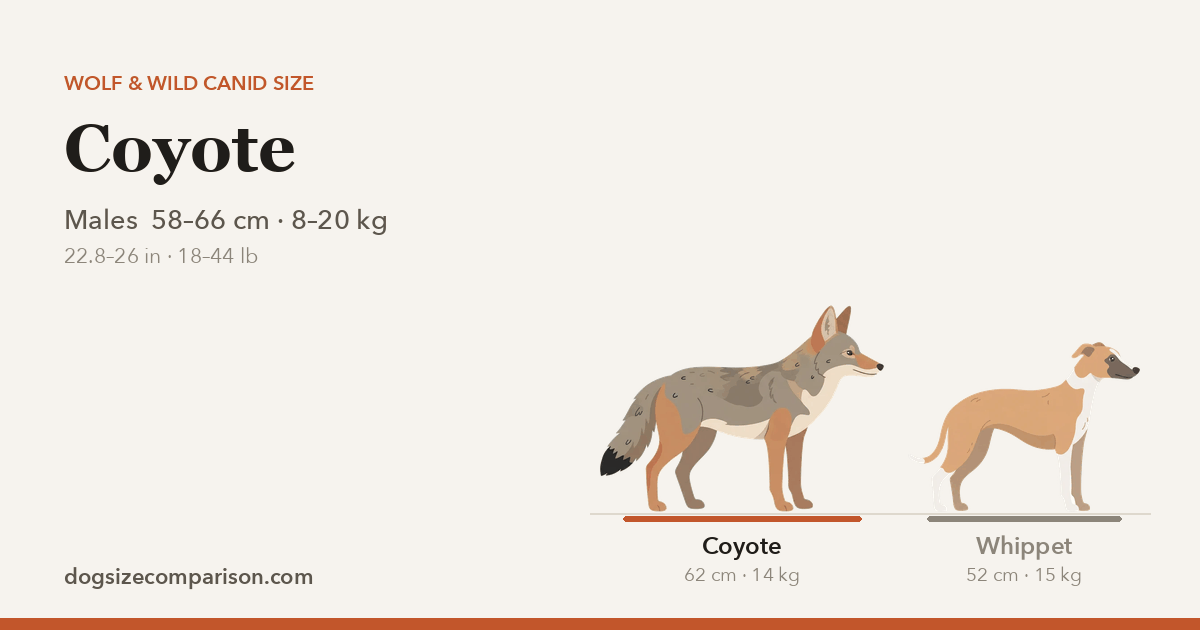 WOLF & WILD CANID SIZE
Coyote
Males 58–66 cm · 8–20 kg
22.8–26 in · 18–44 lb
Coyote
62 cm · 14 kg
Whippet
52 cm · 15 kg
dogsizecomparison.com